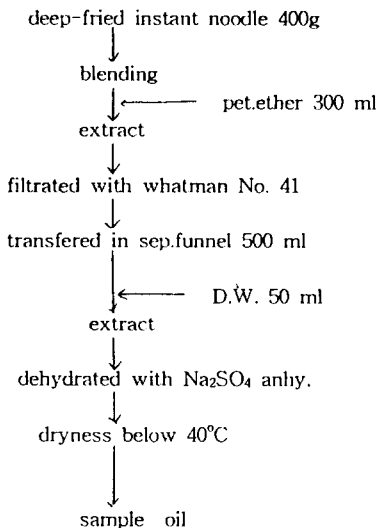 deep-fried instant noodle 400g
blending
pet.ether 300 ml
extract
filtrated with whatman No. 41
transfered in sep.funnel 500 ml
D.W. 50 ml
extract
dehydrated with Na₂SO₄ anhy.
dryness below 40°C
sample oil